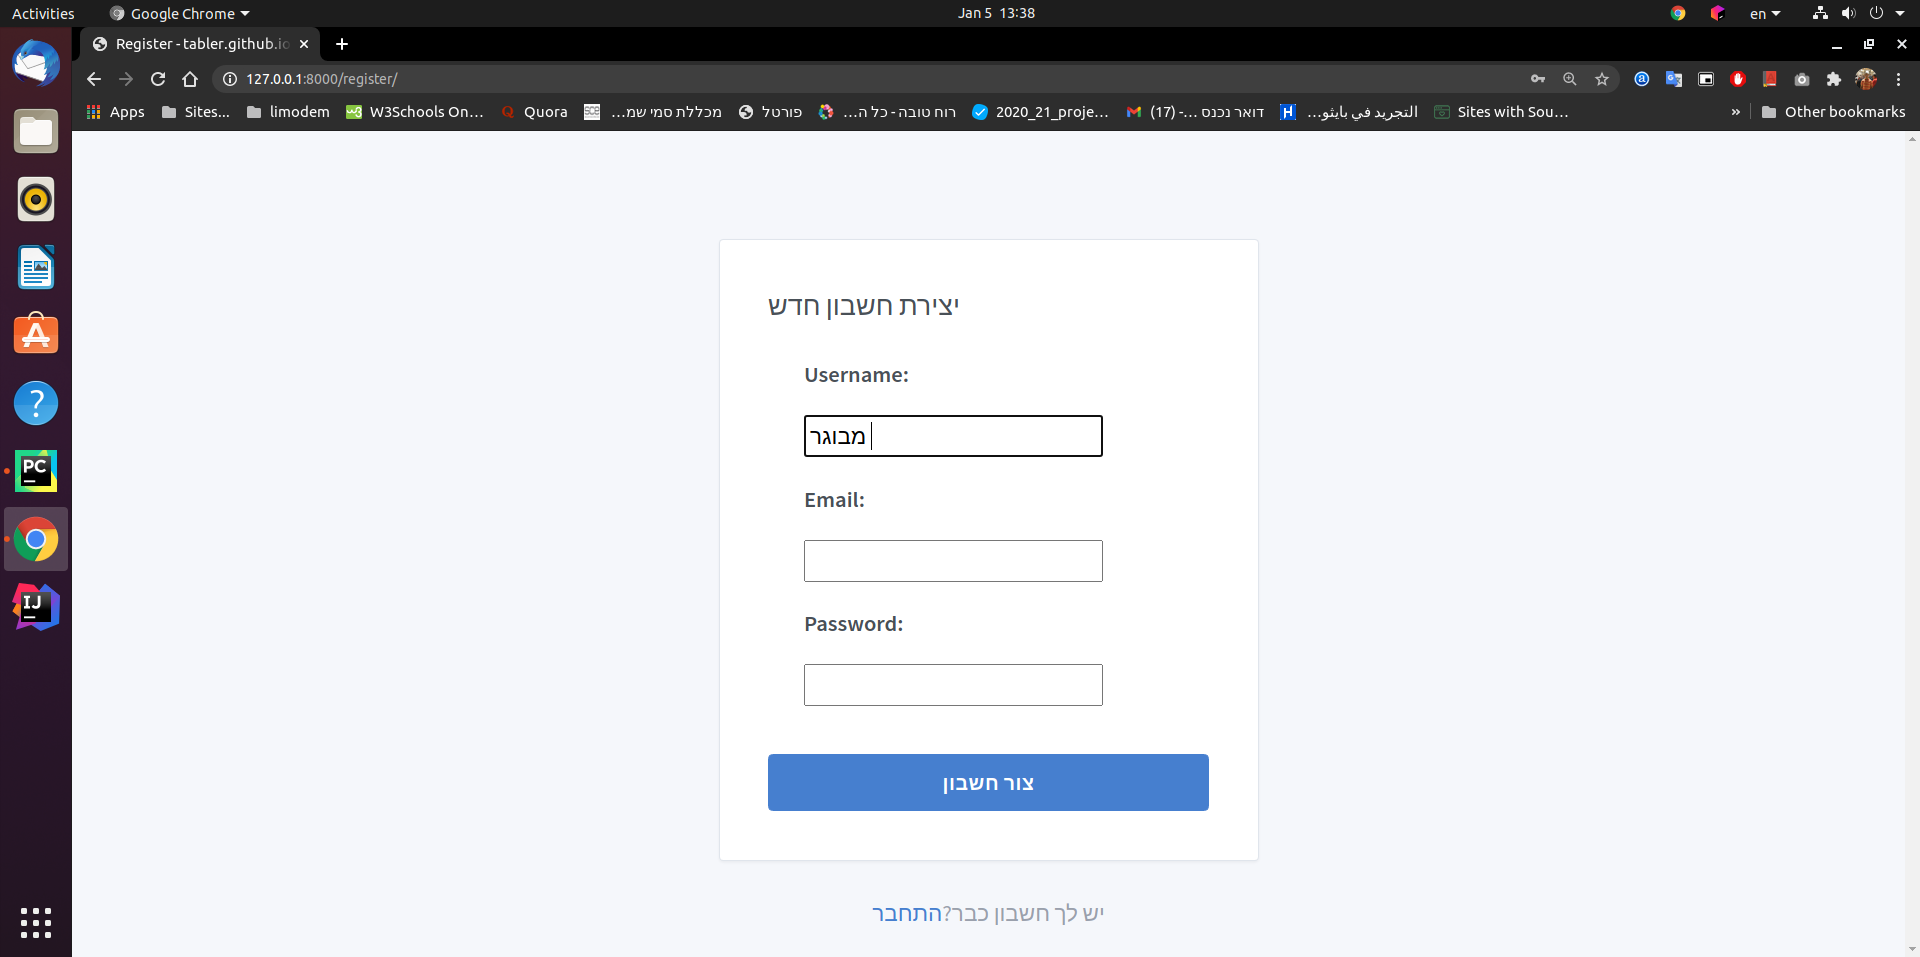 Activities
Google Chrome
Jan 5 13:38
en
Register - tabler.github.io
127.0.0.1:8000/register/
Apps
Sites...
limodem
W3Schools On...
Quora
מכללת סמי שמ...
פורטל
רוח טובה - כל ה...
2020_21_proje...
דואר נכנס ...- (17)
التجريد في بايثو...
Sites with Sou...
»
Other bookmarks
יצירת חשבון חדש
Username:
מבוגר
Email:
Password:
צור חשבון
יש לך חשבון כבר?התחבר
PC
IJ